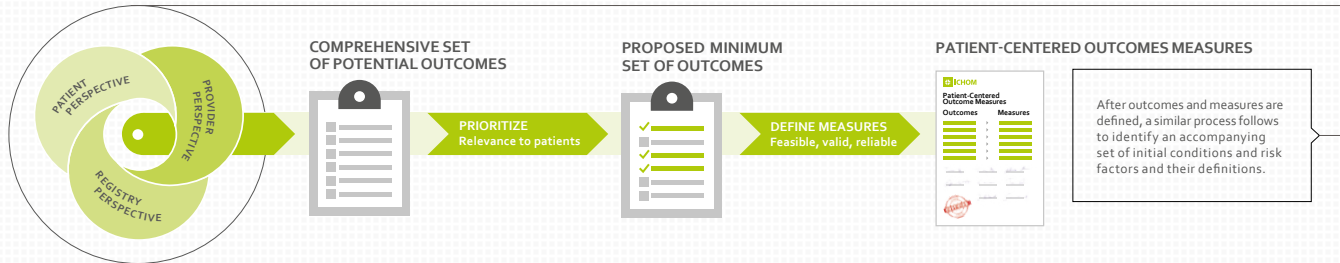 PATIENT
PERSPECTIVE
PROVIDER
PERSPECTIVE
REGISTRY
PERSPECTIVE
COMPREHENSIVE SET
OF POTENTIAL OUTCOMES
PRIORITIZE
Relevance to patients
PROPOSED MINIMUM
SET OF OUTCOMES
DEFINE MEASURES
Feasible, valid, reliable
PATIENT-CENTERED OUTCOMES MEASURES
ICHOM
Patient-Centered
Outcome Measures
Outcomes Measures
After outcomes and measures are
defined, a similar process follows
to identify an accompanying
set of initial conditions and risk
factors and their definitions.